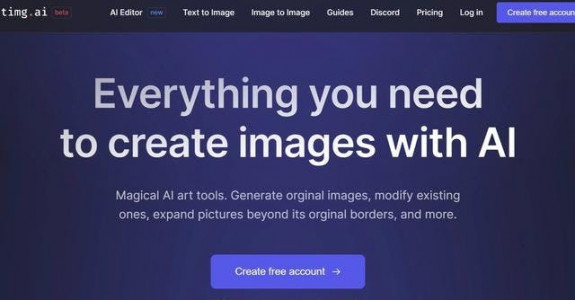 timg.ai beta AI Editor new Text to Image Image to Image Guides Discord Pricing Log in Create free accoun
Everything you need
to create images with AI
Magical AI art tools. Generate orginal images, modify existing
ones, expand pictures beyond its orginal borders, and more.
Create free account →